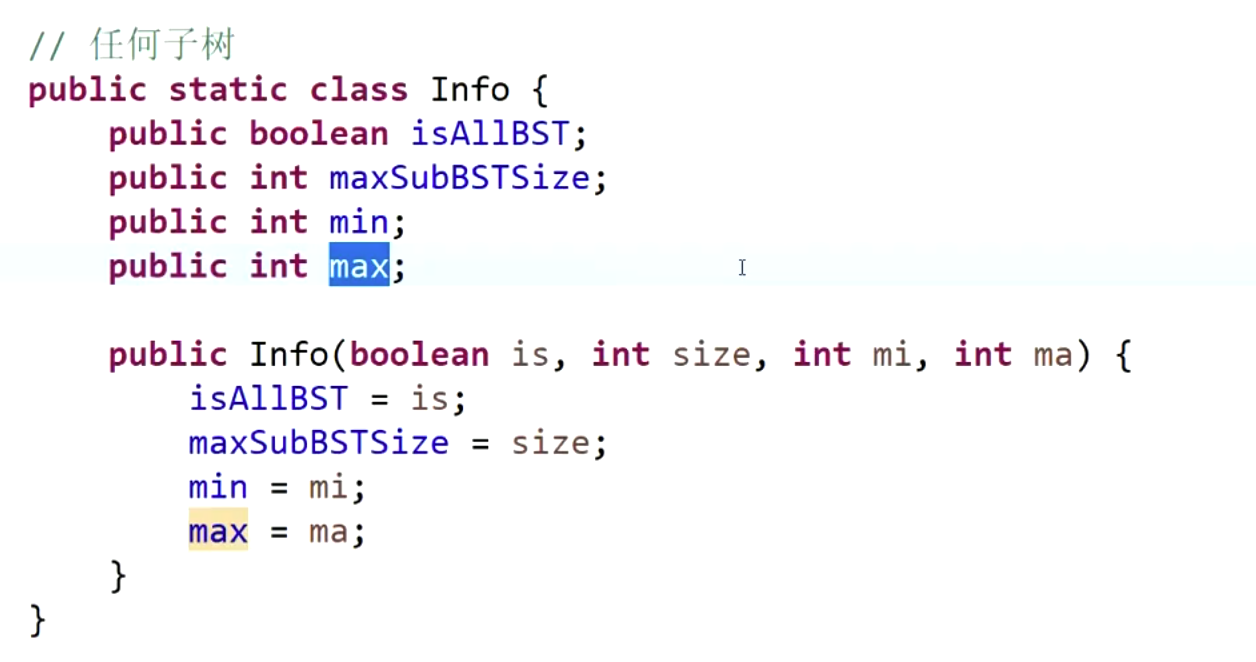 // 任何子树
public static class Info {
    public boolean isAllBST;
    public int maxSubBSTSize;
    public int min;
    public int max;

    public Info(boolean is, int size, int mi, int ma) {
        isAllBST = is;
        maxSubBSTSize = size;
        min = mi;
        max = ma;
    }
}